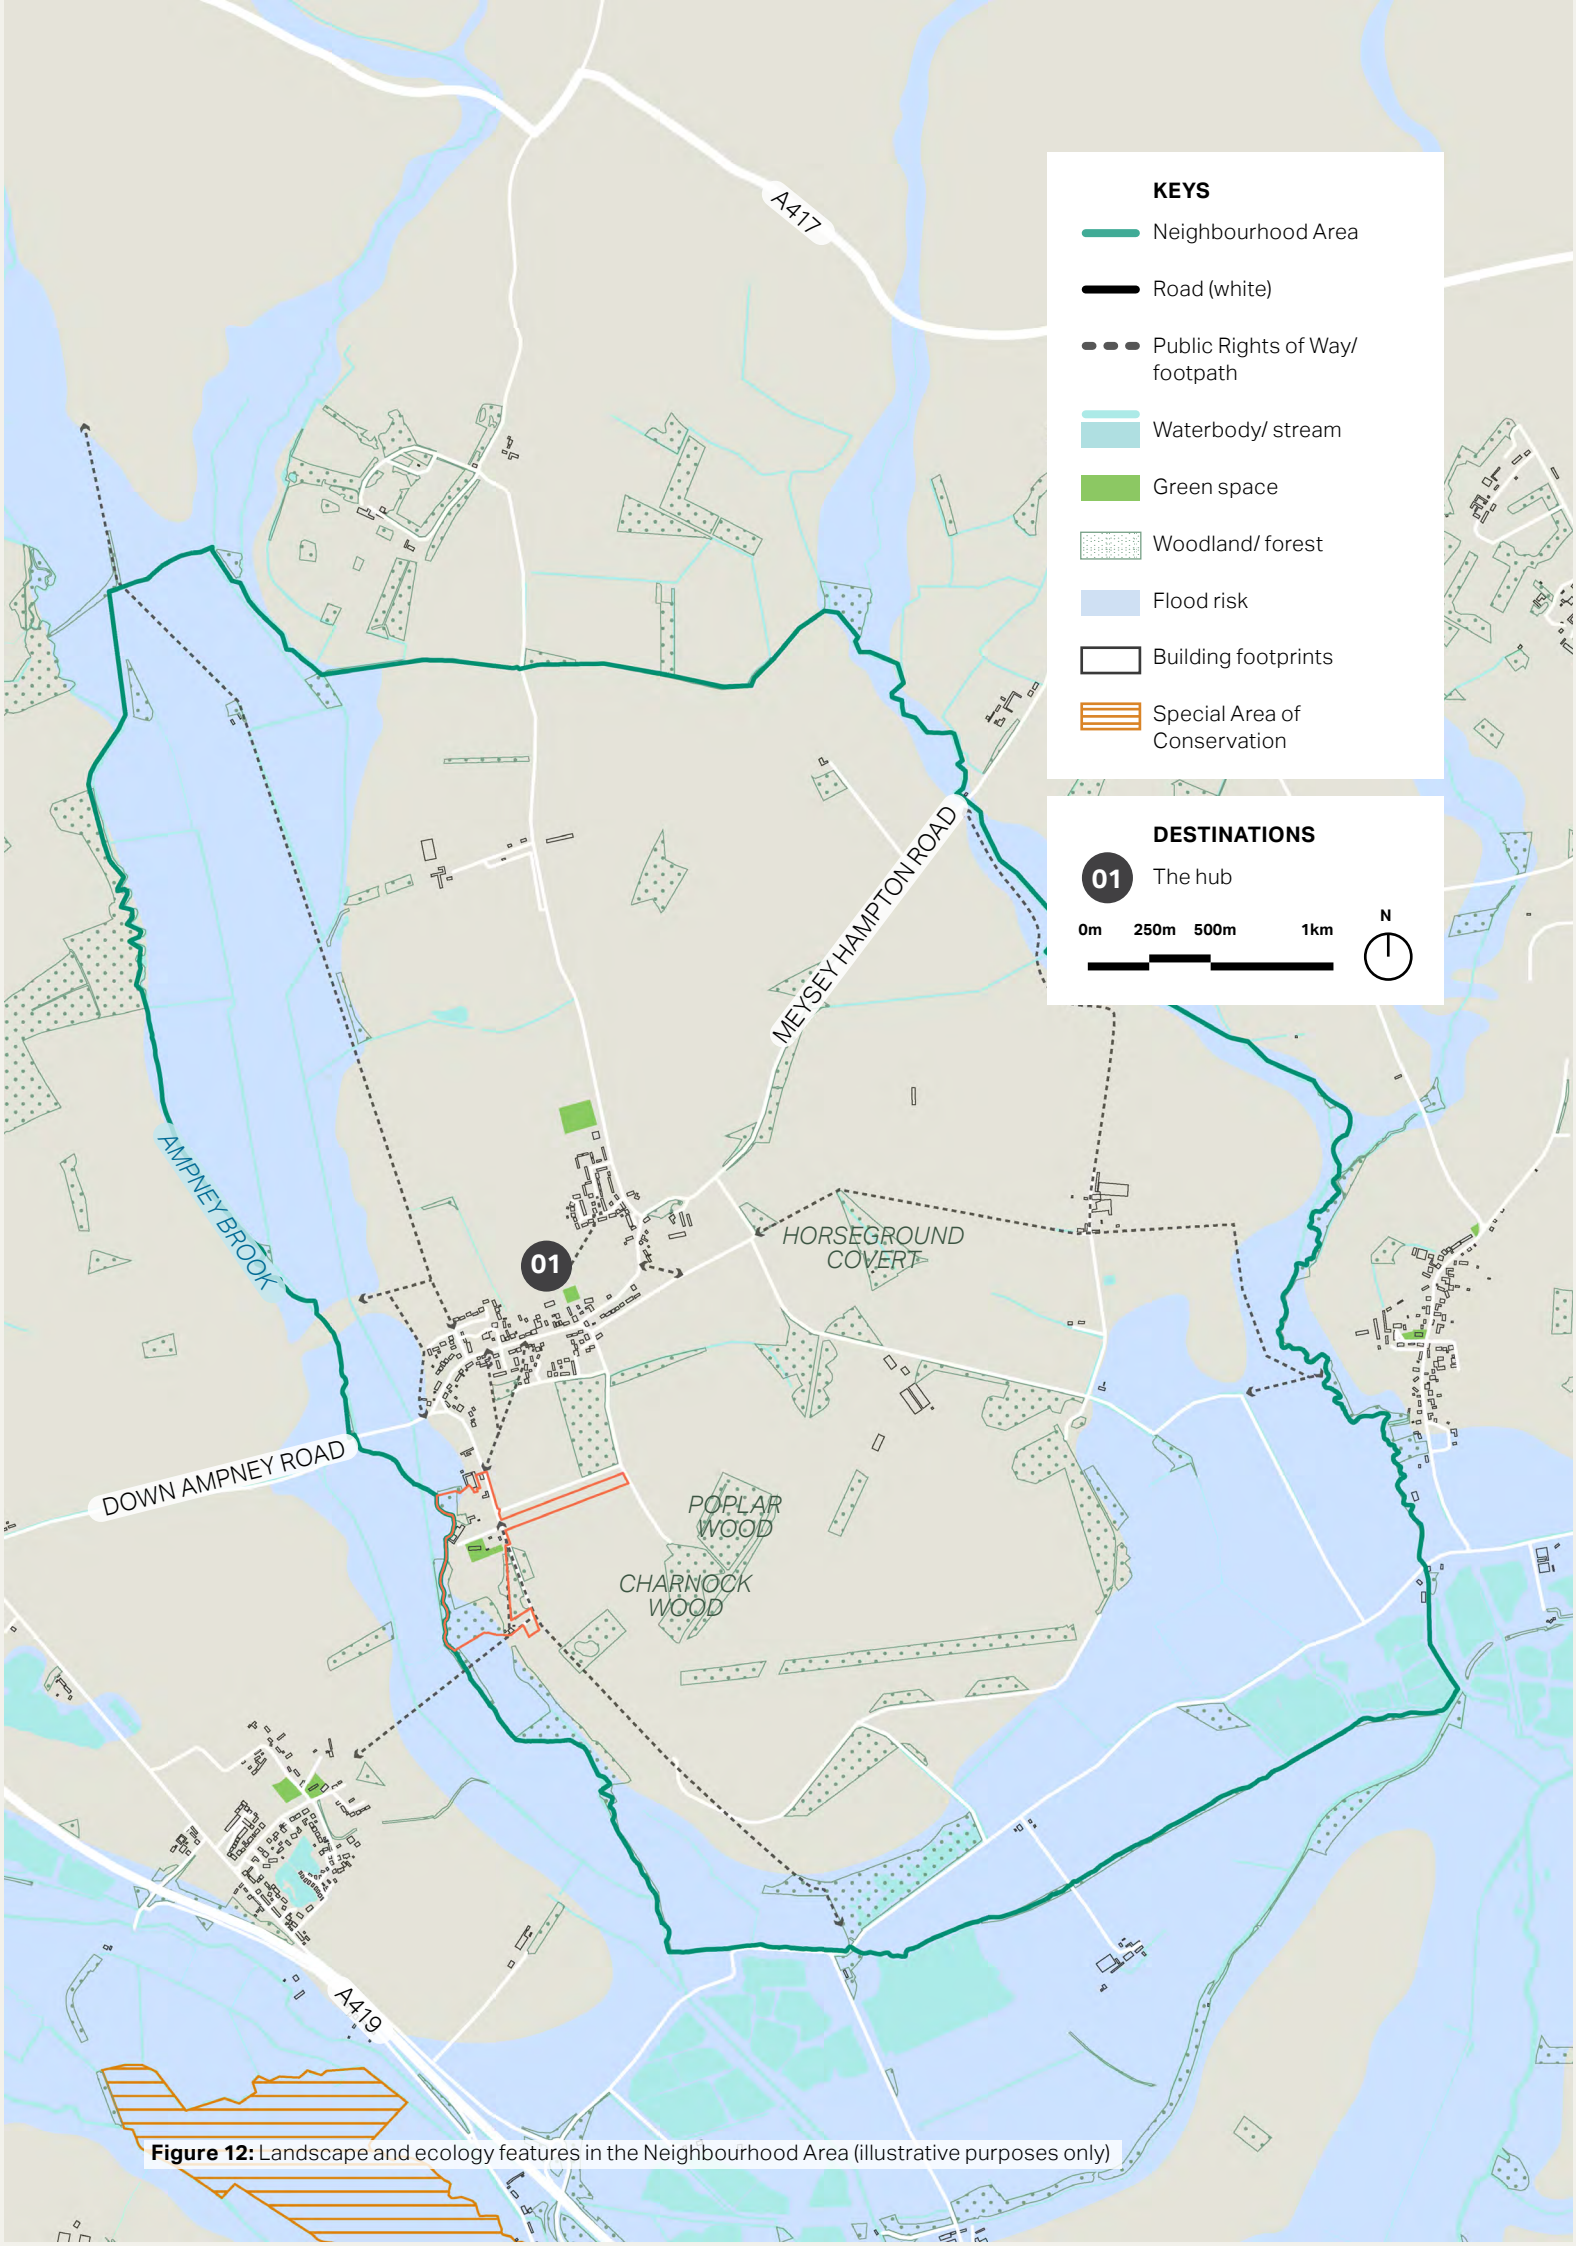 A417
KEYS
Neighbourhood Area
Road (white)
Public Rights of Way/
footpath
Waterbody/ stream
Green space
Woodland/ forest
Flood risk
Building footprints
Special Area of
Conservation
DESTINATIONS
01 The hub
0m 250m 500m 1km
N
MEYSEY HAMPTON ROAD
AMPNEY BROOK
HORSEGROUND
COVERT
01
DOWN AMPNEY ROAD
POPLAR
WOOD
CHARNOCK
WOOD
A419
Figure 12: Landscape and ecology features in the Neighbourhood Area (illustrative purposes only)